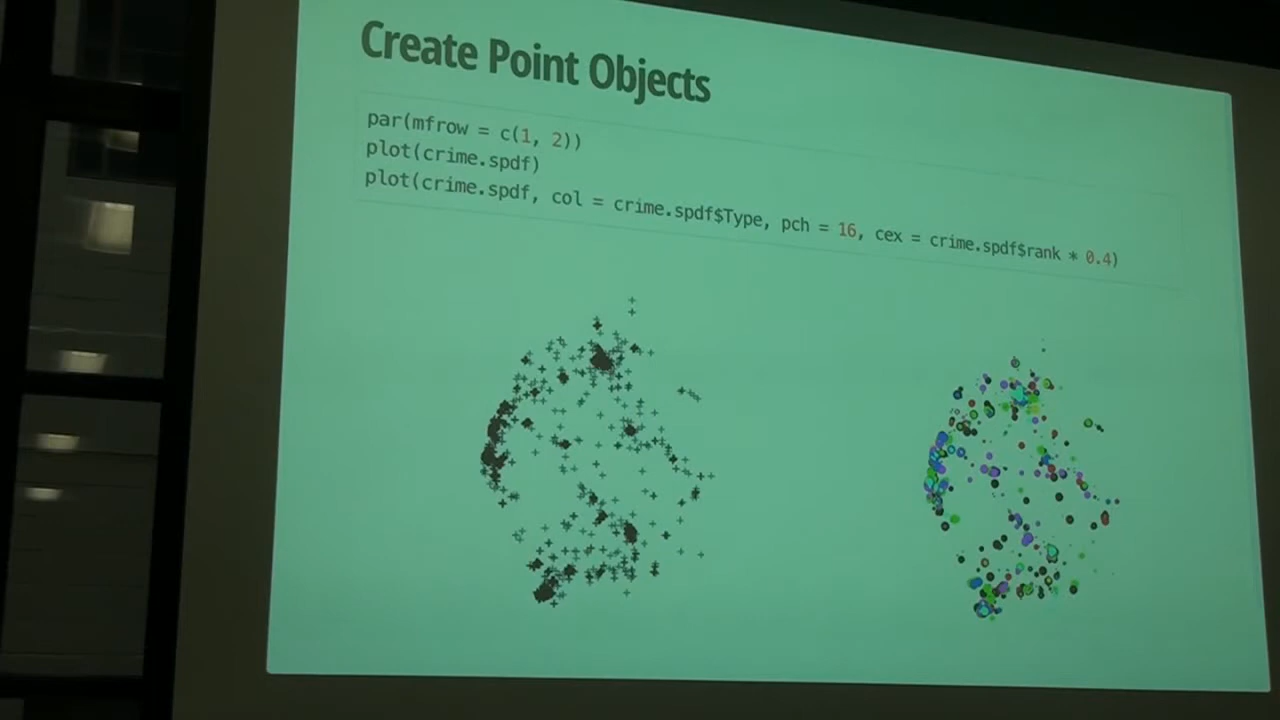 Create Point Objects
par(mfrow = c(1, 2))
plot(crime.spdf)
plot(crime.spdf, col = crime.spdf$Type, pch = 16, cex = crime.spdf$rank * 0.4)